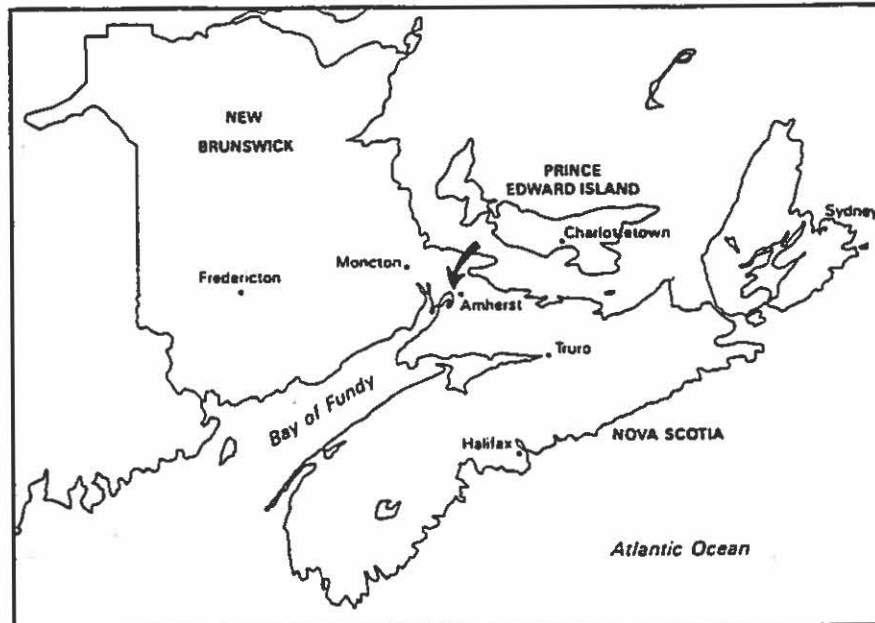 NEW
BRUNSWICK
PRINCE
EDWARD ISLAND
Sydney
Charlottetown
Moncton
Fredericton
Amherst
Truro
Bay of Fundy
Halifax
NOVA SCOTIA
Atlantic Ocean